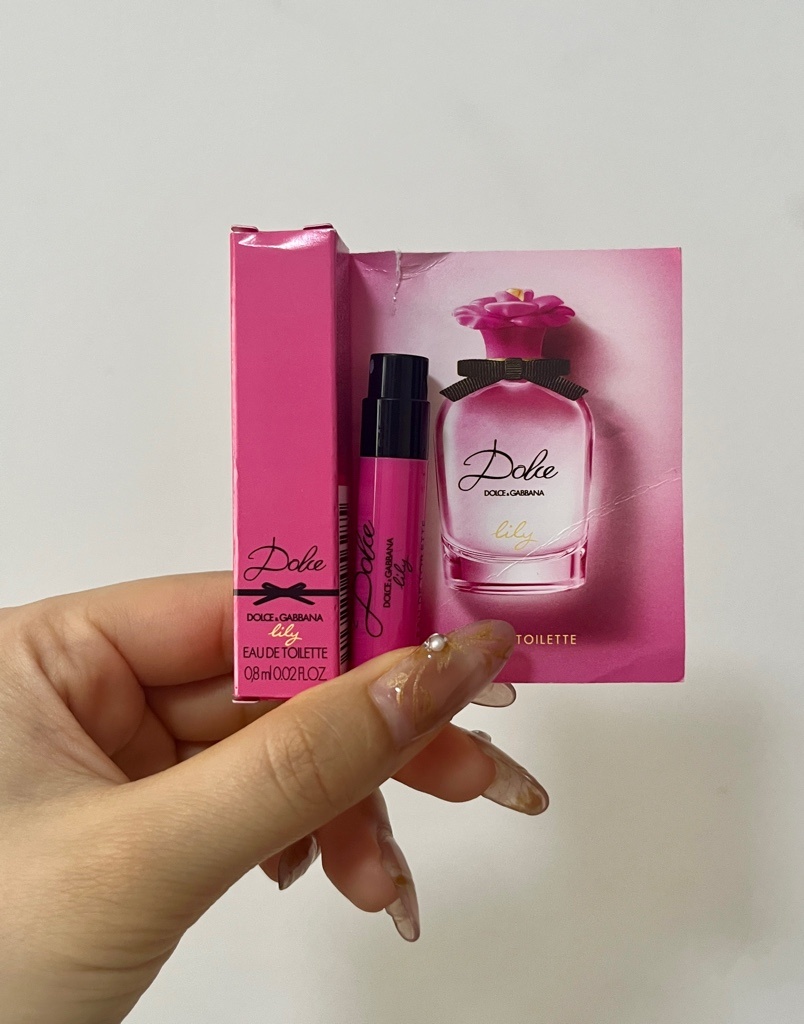 Dolce
DOLCE & GABBANA
lily
EAU DE TOILETTE
0,8 ml 0.02 FL.OZ.
Dolce
DOLCE & GABBANA
lily
Dolce
DOLCE & GABBANA
lily
TOILETTE